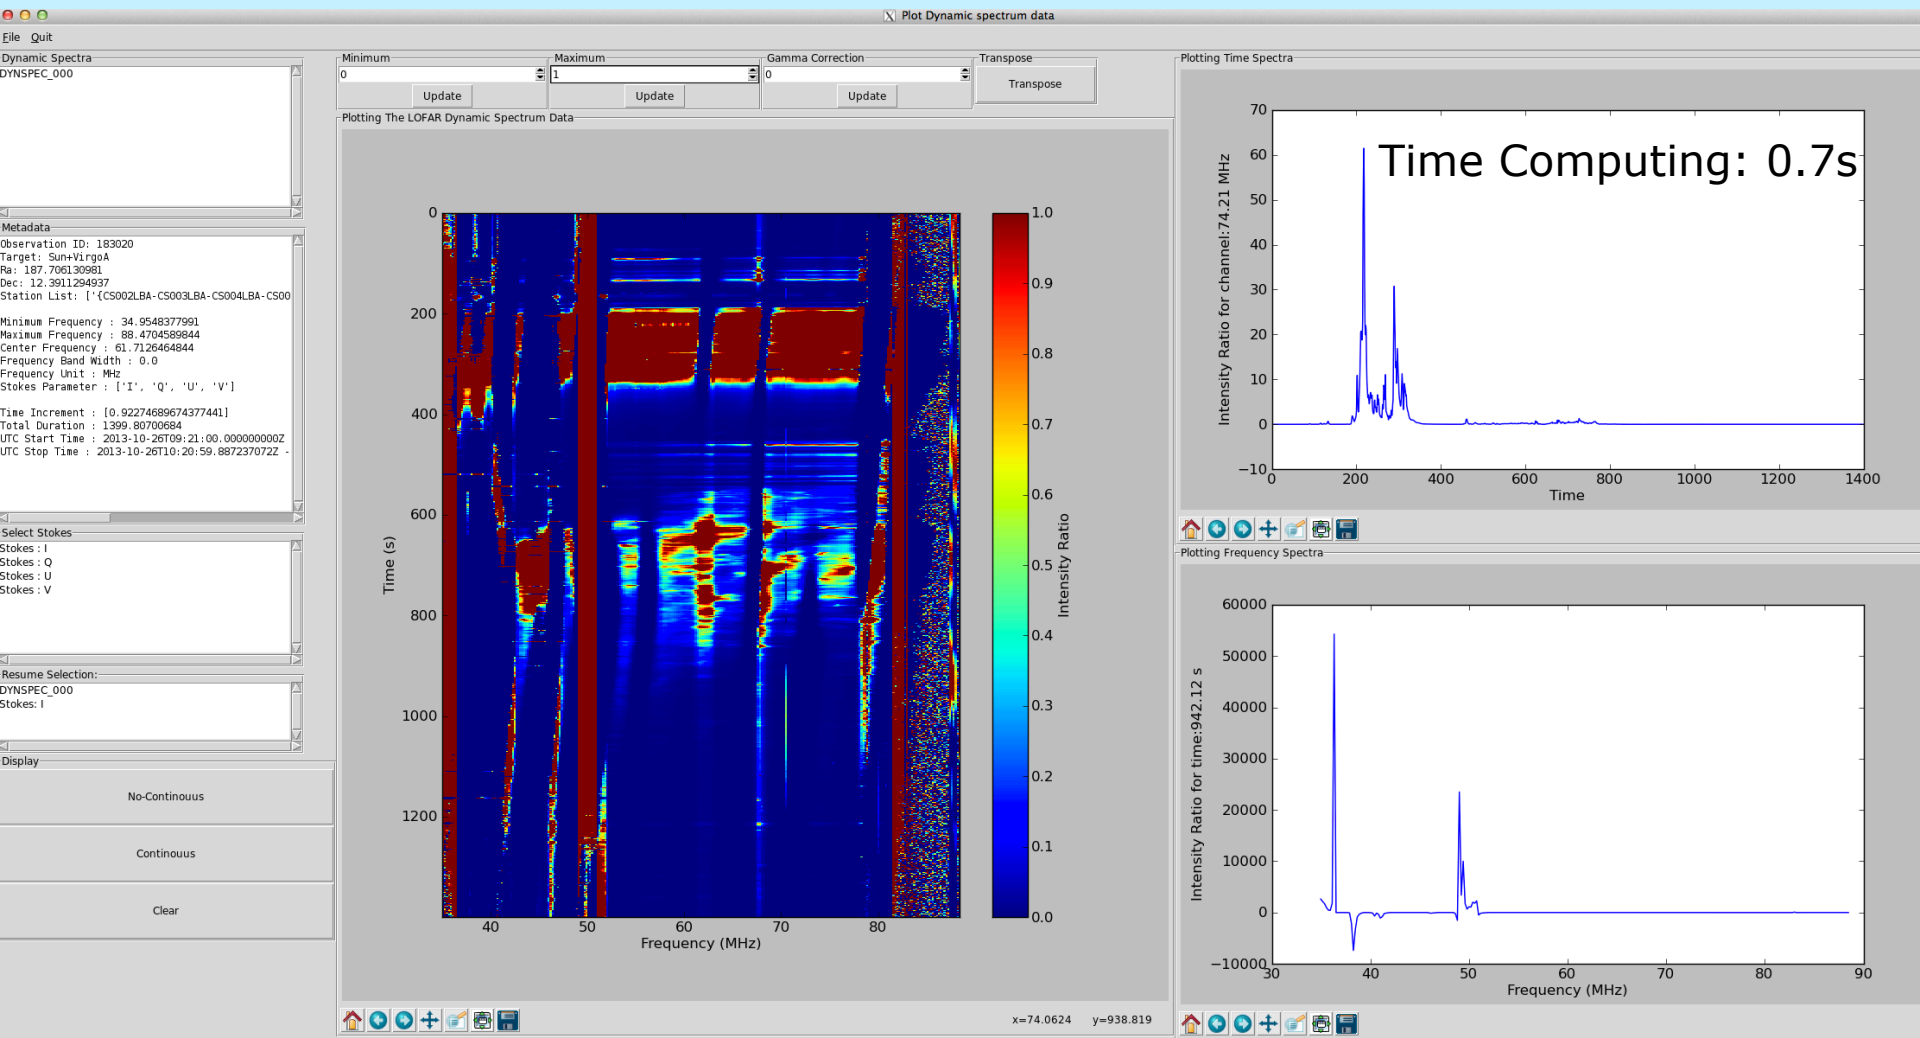 Plot Dynamic spectrum data
File Quit
Dynamic Spectra
DYNSPEC_000
Metadata
Observation ID: 183020
Target: Sun+VirgoA
Ra: 187.706130981
Dec: 12.3911294937
Station List: ['{CS002LBA-CS003LBA-CS004LBA-CS00
Minimum Frequency : 34.9548377991
Maximum Frequency : 88.4704589844
Center Frequency : 61.7126464844
Frequency Band Width : 0.0
Frequency Unit : MHz
Stokes Parameter : ['I', 'Q', 'U', 'V']
Time Increment : [0.92274689674377441]
Total Duration : 1399.80700684
UTC Start Time : 2013-10-26T09:21:00.000000000Z
UTC Stop Time : 2013-10-26T10:20:59.887237072Z -
Select Stokes
Stokes : I
Stokes : Q
Stokes : U
Stokes : V
Resume Selection:
DYNSPEC_000
Stokes: I
Display
No-Continouus
Continouus
Clear
Minimum
0
Update
Maximum
1
Update
Gamma Correction
0
Update
Transpose
Transpose
Plotting The LOFAR Dynamic Spectrum Data
0
200
400
600
800
1000
1200
Time (s)
40 50 60 70 80
Frequency (MHz)
1.0
0.9
0.8
0.7
0.6
0.5
0.4
0.3
0.2
0.1
0.0
Intensity Ratio
x=74.0624 y=938.819
Plotting Time Spectra
Time Computing: 0.7s
70
60
50
40
30
20
10
0
−10
Intensity Ratio for channel:74.21 MHz
0 200 400 600 800 1000 1200 1400
Time
Plotting Frequency Spectra
60000
50000
40000
30000
20000
10000
0
−10000
Intensity Ratio for time:942.12 s
30 40 50 60 70 80 90
Frequency (MHz)